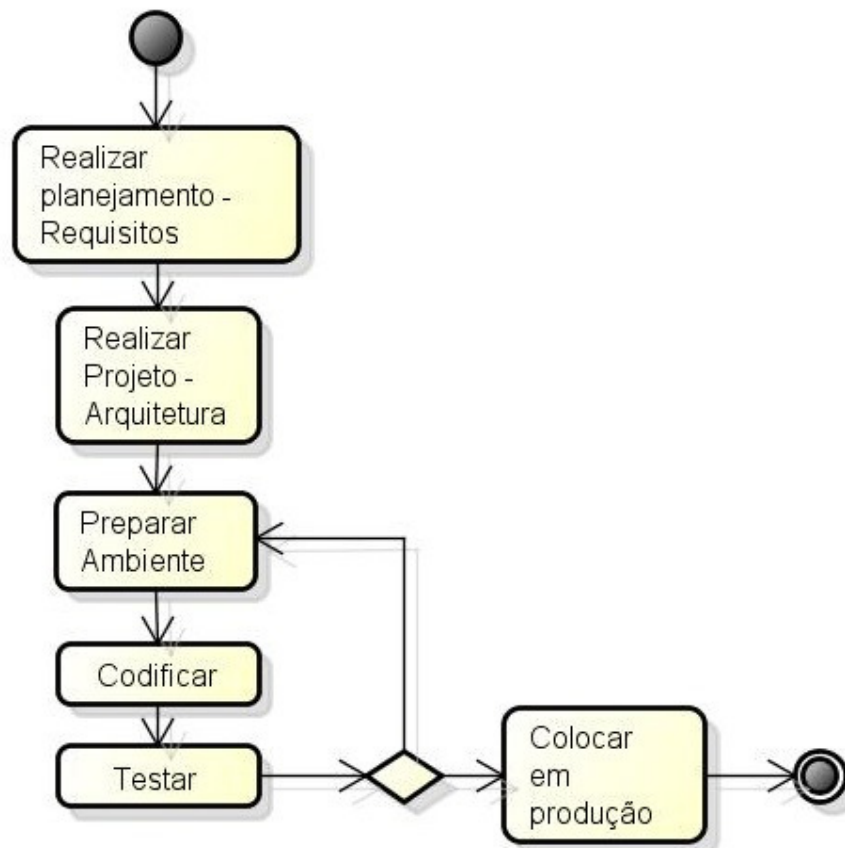 Realizar
planejamento -
Requisitos
Realizar
Projeto -
Arquitetura
Preparar
Ambiente
Codificar
Testar
Colocar
em
produção